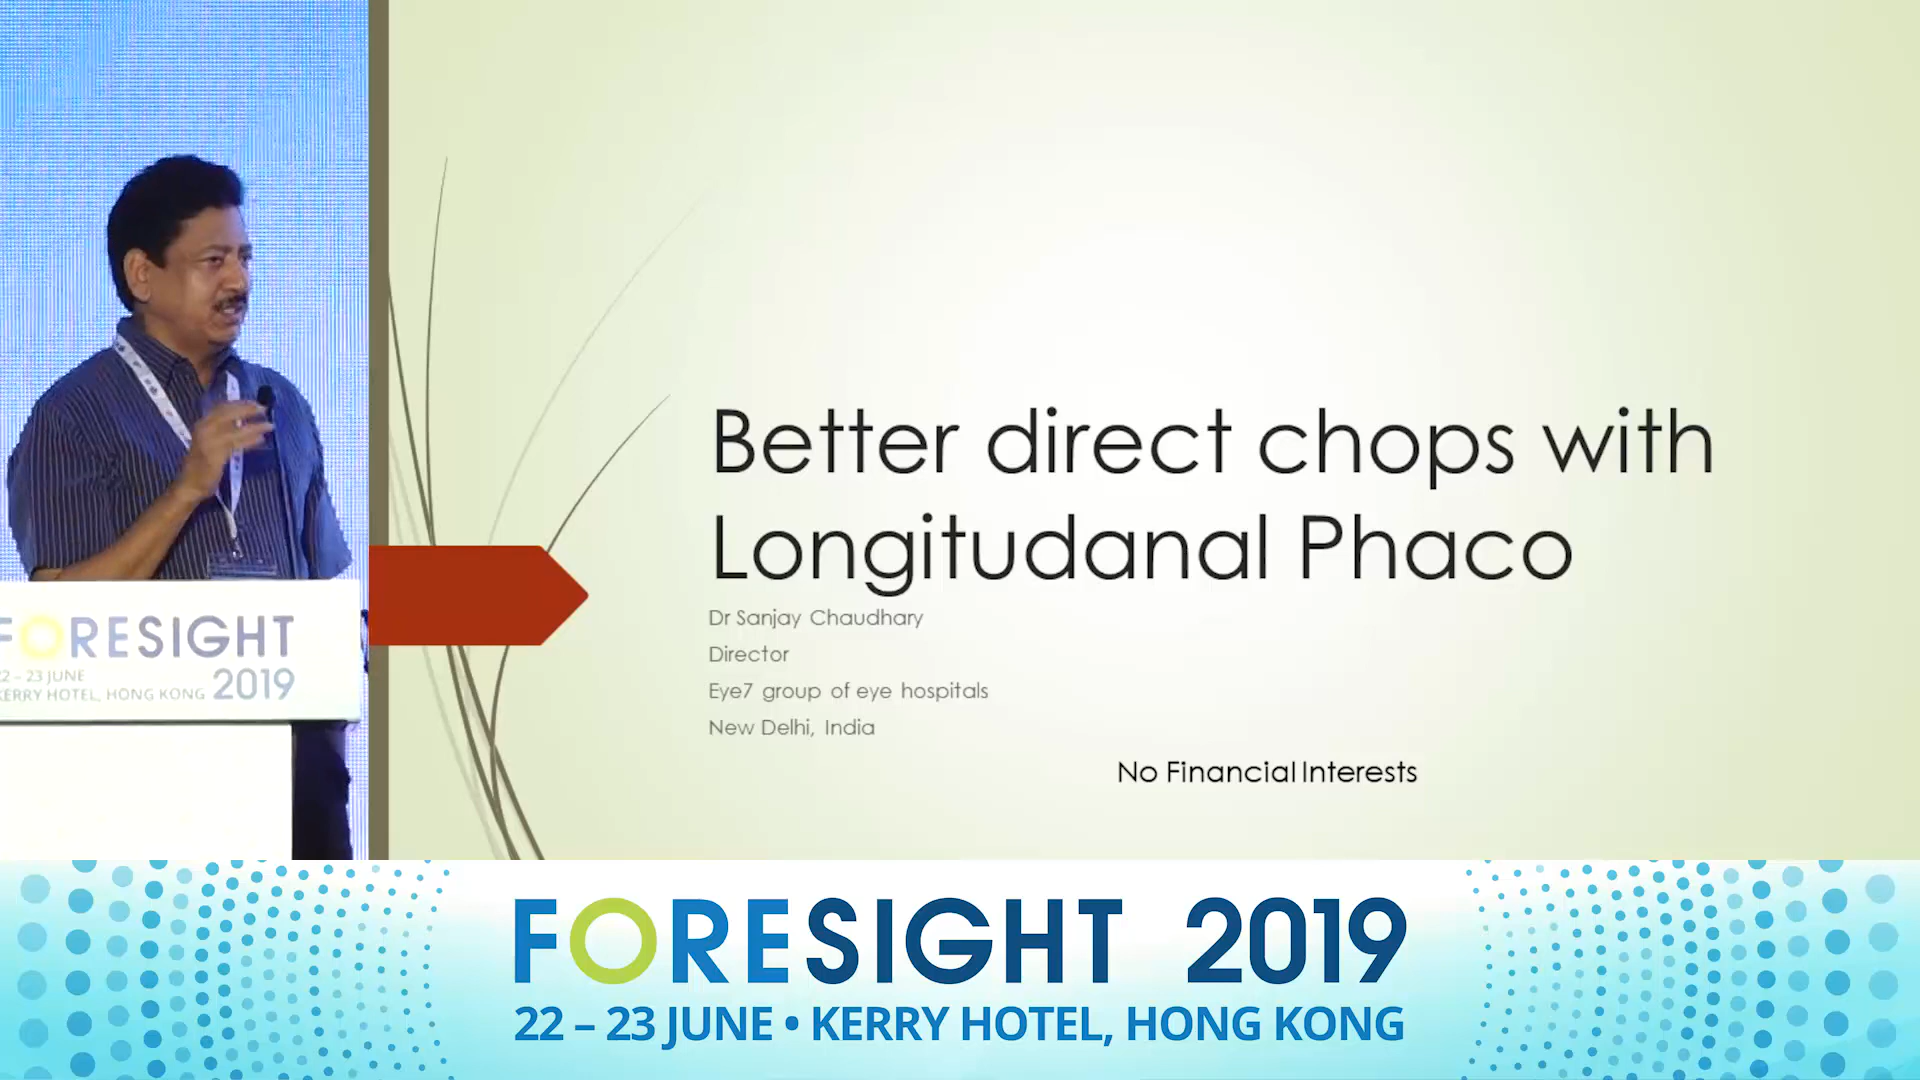 Better direct chops with
Longitudanal Phaco
Dr Sanjay Chaudhary
Director
Eye7 group of eye hospitals
New Delhi, India
No Financial Interests
FORESIGHT
22 – 23 JUNE
KERRY HOTEL, HONG KONG 2019
FORESIGHT 2019
22 – 23 JUNE • KERRY HOTEL, HONG KONG